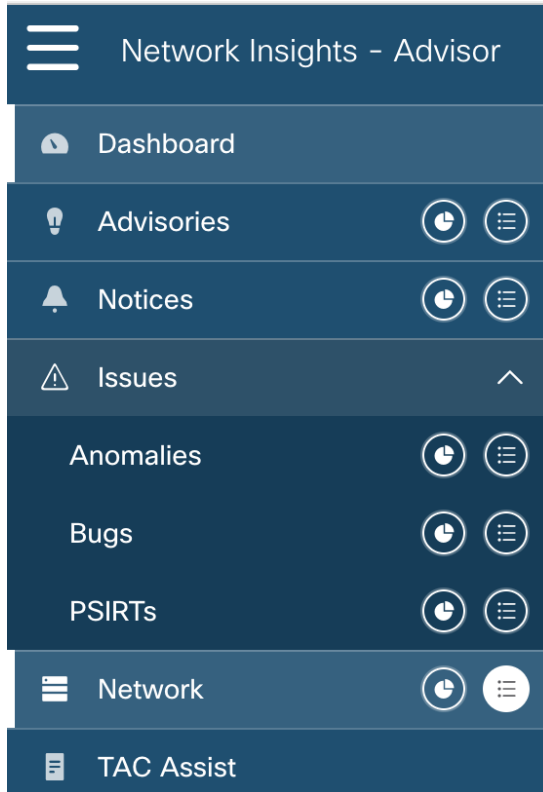 Network Insights - Advisor
Dashboard
Advisories
Notices
Issues
Anomalies
Bugs
PSIRTs
Network
TAC Assist